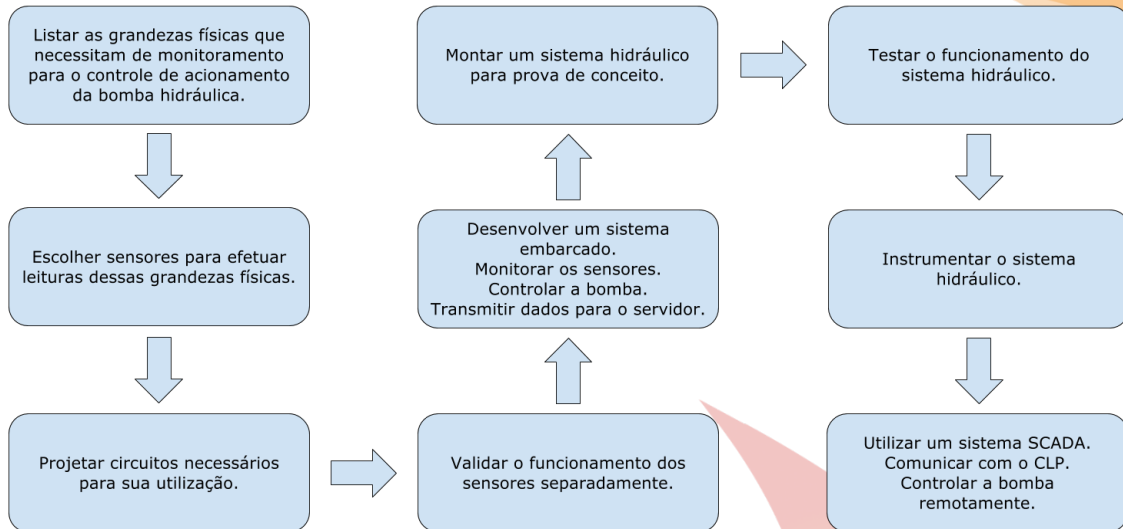 Listar as grandezas físicas que
necessitam de monitoramento
para o controle de acionamento
da bomba hidráulica.
Escolher sensores para efetuar
leituras dessas grandezas físicas.
Projetar circuitos necessários
para sua utilização.
Validar o funcionamento dos
sensores separadamente.
Desenvolver um sistema
embarcado.
Monitorar os sensores.
Controlar a bomba.
Transmitir dados para o servidor.
Montar um sistema hidráulico
para prova de conceito.
Testar o funcionamento do
sistema hidráulico.
Instrumentar o sistema
hidráulico.
Utilizar um sistema SCADA.
Comunicar com o CLP.
Controlar a bomba
remotamente.